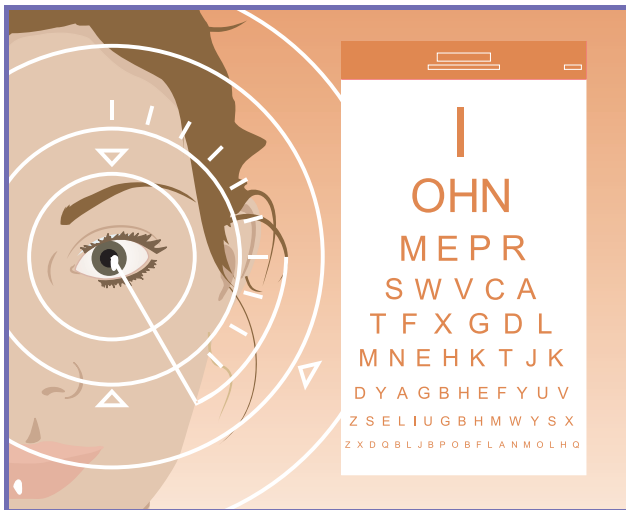 I
OHN
MEPR
SWVCA
TFXGDL
MNEHKTJK
DYAGBHEFYUV
ZSELIUGBHMWYSX
ZXDQBLJBPOBFLANMOLHQ